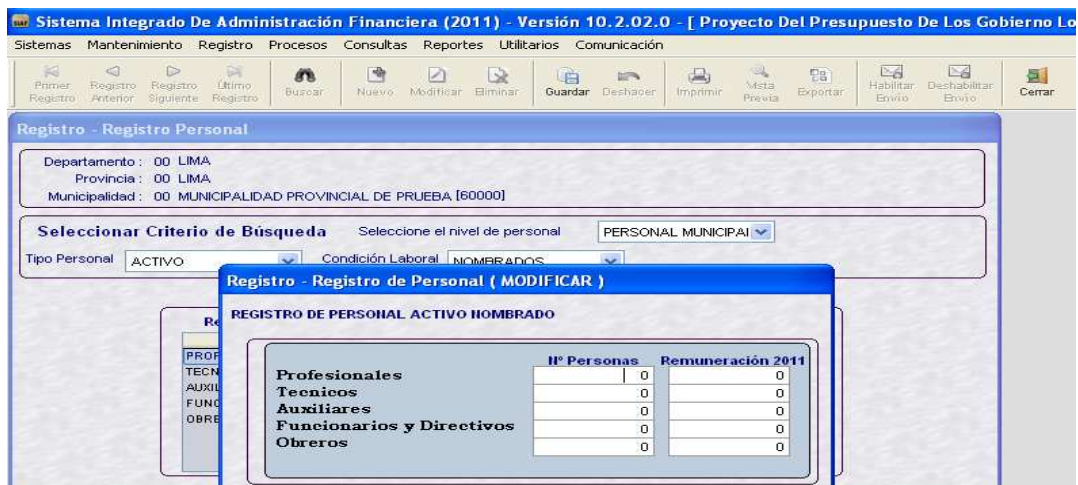 Sistema Integrado De Administración Financiera (2011) - Versión 10.2.02.0 - [ Proyecto Del Presupuesto De Los Gobierno Lo
Sistemas Mantenimiento Registro Procesos Consultas Reportes Utilitarios Comunicación
Primer Registro Registro Anterior Registro Siguiente Último Registro Buscar Nuevo Modificar Eliminar Guardar Deshacer Imprimir Vista Previa Exportar Habilitar Envío Deshabilitar Envío Cerrar
Registro - Registro Personal
Departamento : 00 LIMA
Provincia : 00 LIMA
Municipalidad : 00 MUNICIPALIDAD PROVINCIAL DE PRUEBA [60000]
Seleccionar Criterio de Búsqueda Seleccione el nivel de personal PERSONAL MUNICIPAI
Tipo Personal ACTIVO Condición Laboral NOMBRADOS
Registro - Registro de Personal ( MODIFICAR )
REGISTRO DE PERSONAL ACTIVO NOMBRADO
Re
PROF
TECN
AUXIL
FUNC
OBRE
Nº Personas Remuneración 2011
Profesionales 0 0
Tecnicos 0 0
Auxiliares 0 0
Funcionarios y Directivos 0 0
Obreros 0 0